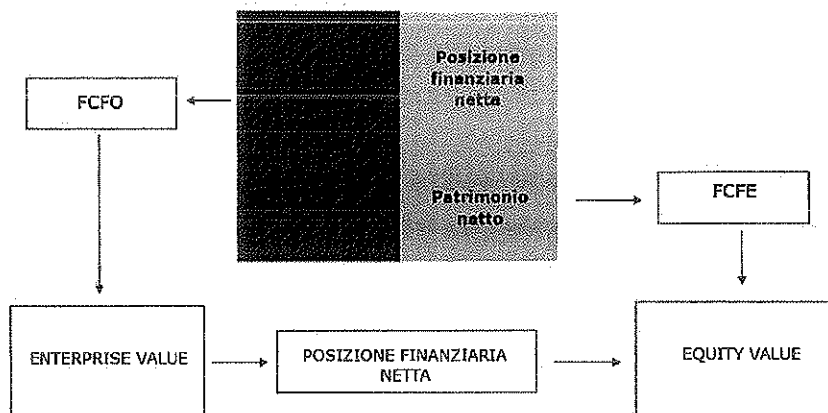 Posizione
finanziaria
netta
FCFO
Patrimonio
netto
FCFE
ENTERPRISE VALUE
POSIZIONE FINANZIARIA
NETTA
EQUITY VALUE